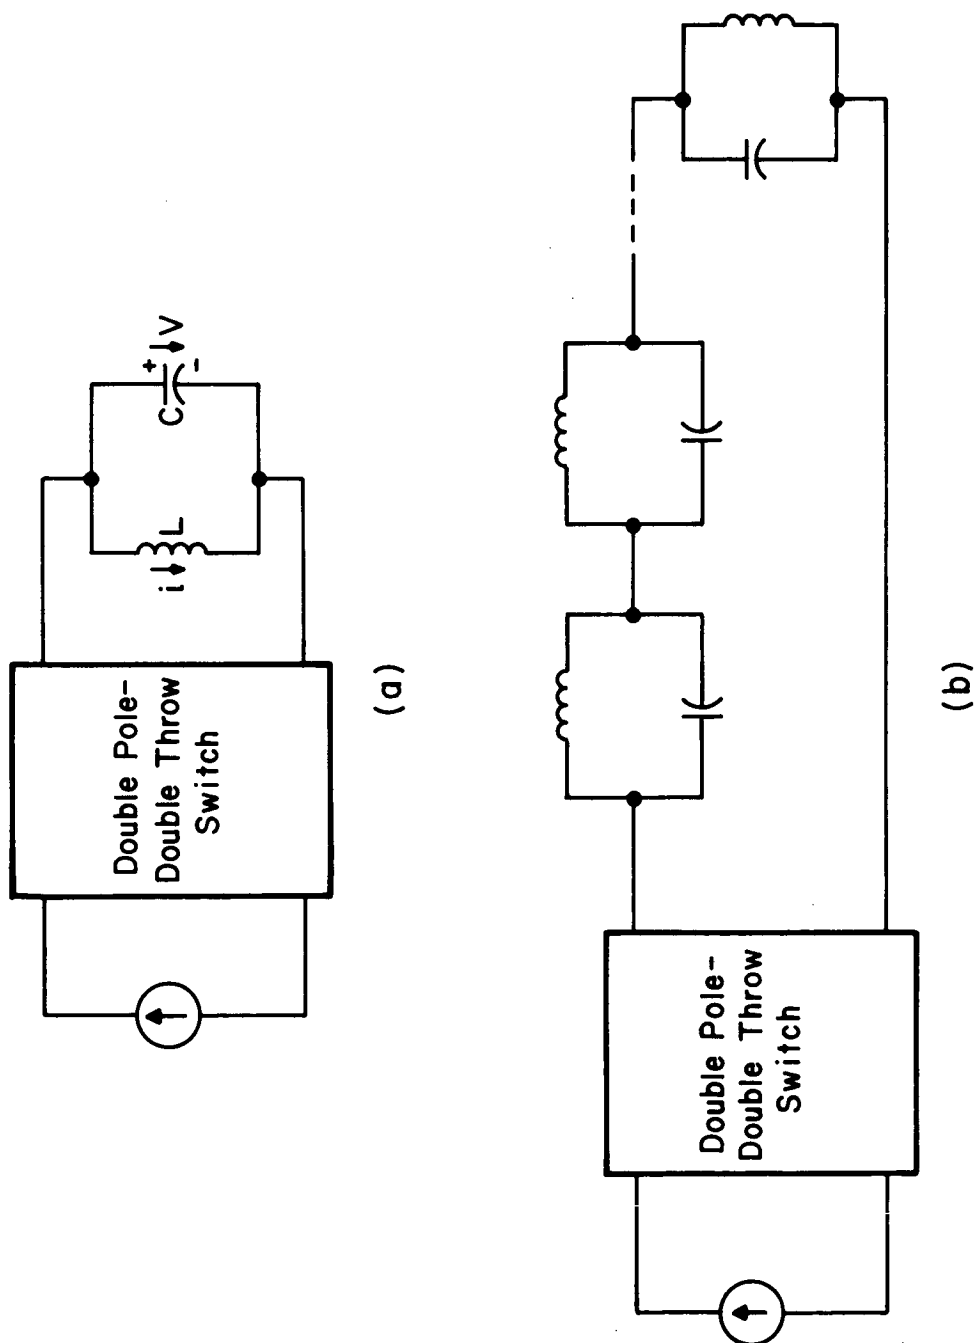 Double Pole-
Double Throw
Switch
i
L
C
+
-
V
(a)
Double Pole-
Double Throw
Switch
(b)